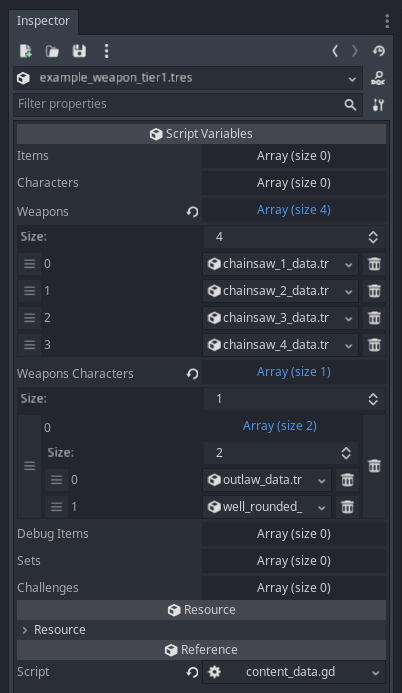 Inspector
example_weapon_tier1.tres
DOC
Filter properties
Script Variables
Items Array (size 0)
Characters Array (size 0)
Weapons Array (size 4)
Size: 4
0 chainsaw_1_data.tr
1 chainsaw_2_data.tr
2 chainsaw_3_data.tr
3 chainsaw_4_data.tr
Weapons Characters Array (size 1)
Size: 1
0 Array (size 2)
Size: 2
0 outlaw_data.tr
1 well_rounded_
Debug Items Array (size 0)
Sets Array (size 0)
Challenges Array (size 0)
Resource
Resource
Reference
Script content_data.gd